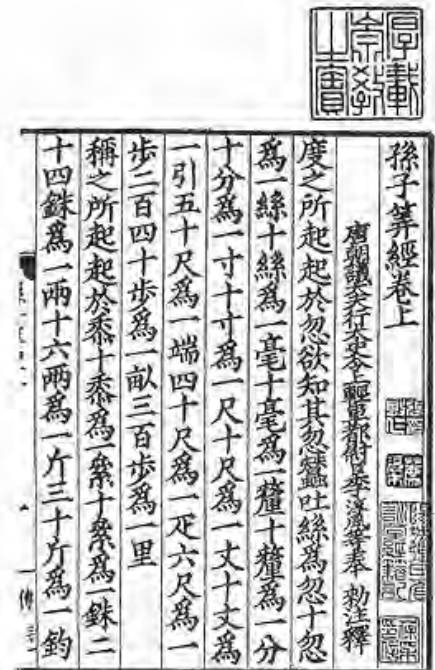 孫子筭經卷上
唐朝議大夫行太史令上輕車都尉臣李淳風等奉 勅注釋
度之所起起於忽欲知其忽蠶吐絲爲忽十忽
爲一絲十絲爲一毫十毫爲一釐十釐爲一分
十分爲一寸十寸爲一尺十尺爲一丈十丈爲
一引五十尺爲一端四十尺爲一疋六尺爲一
歩二百四十歩爲一畝三百歩爲一里
稱之所起起於黍十黍爲一絫十絫爲一銖二
十四銖爲一兩十六兩爲一斤三十斤爲一鈞